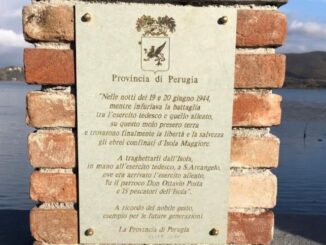 Provincia di Perugia
"Nelle notti del 19 e 20 giugno 1944,
mentre infuriava la battaglia
tra l'esercito tedesco e quello alleato,
su questo molo presero terra
e trovarono finalmente la libertà e la salvezza
gli ebrei confinati d'Isola Maggiore.
A traghettarli dall'Isola,
in mano all'esercito tedesco, a S.Arcangelo,
ove era arrivato l'esercito alleato,
fu il parroco Don Ottavio Posta
e 15 pescatori dell'Isola".
A ricordo del nobile gesto,
esempio per le future generazioni
La Provincia di Perugia